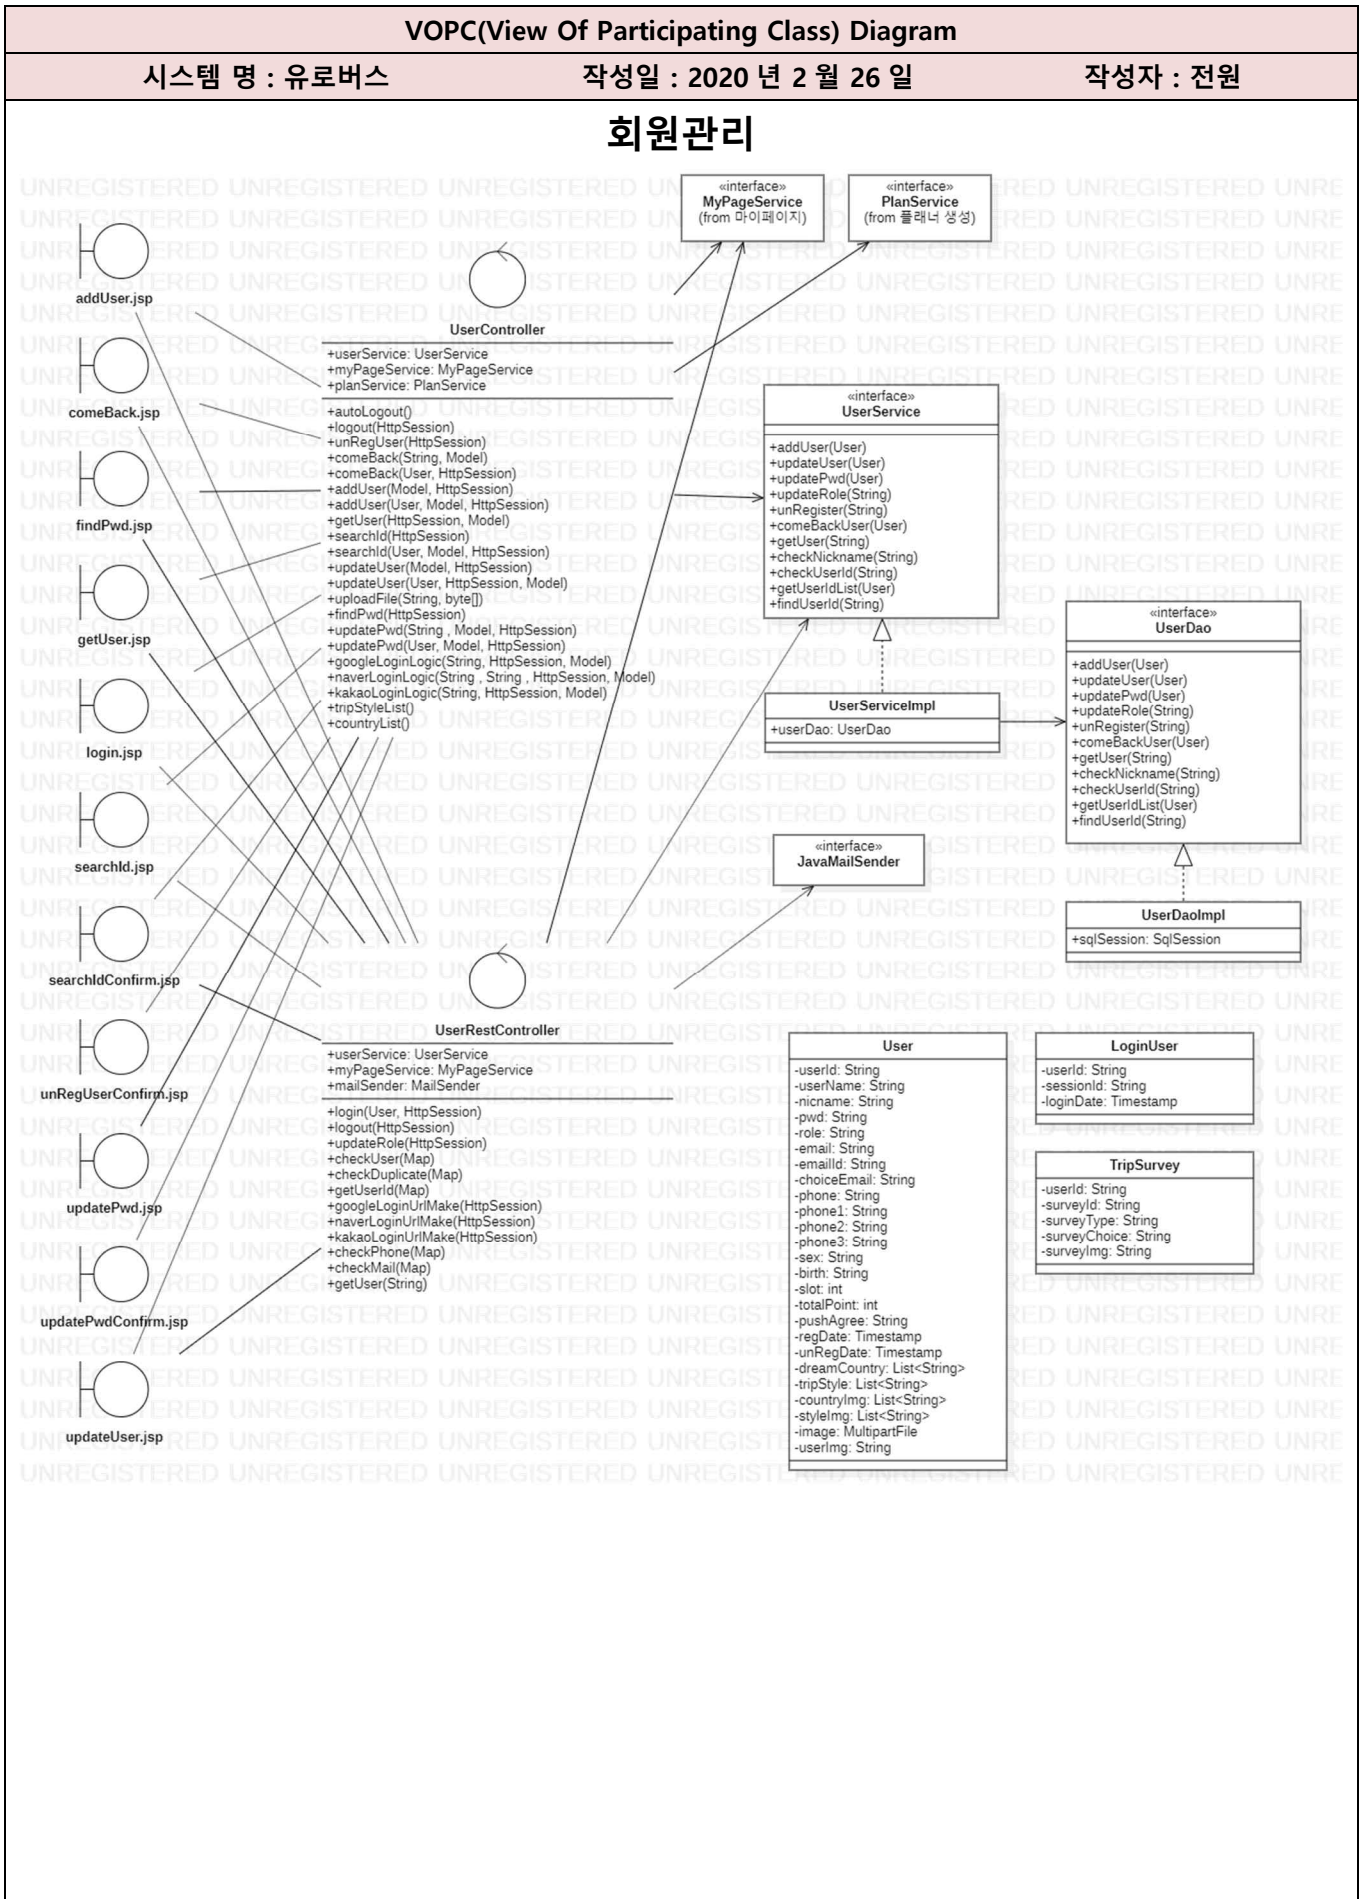 VOPC(View Of Participating Class) Diagram
시스템 명 : 유로버스 작성일 : 2020 년 2 월 26 일 작성자 : 전원
회원관리
addUser.jsp
comeBack.jsp
findPwd.jsp
getUser.jsp
login.jsp
searchId.jsp
searchIdConfirm.jsp
unRegUserConfirm.jsp
updatePwd.jsp
updatePwdConfirm.jsp
updateUser.jsp
UserController
+userService: UserService
+myPageService: MyPageService
+planService: PlanService
+autoLogout()
+logout(HttpSession)
+unRegUser(HttpSession)
+comeBack(String, Model)
+comeBack(User, HttpSession)
+addUser(Model, HttpSession)
+addUser(User, Model, HttpSession)
+getUser(HttpSession, Model)
+searchId(HttpSession)
+searchId(User, Model, HttpSession)
+updateUser(Model, HttpSession)
+updateUser(User, HttpSession, Model)
+uploadFile(String, byte[])
+findPwd(HttpSession)
+updatePwd(String , Model, HttpSession)
+updatePwd(User, Model, HttpSession)
+googleLoginLogic(String, HttpSession, Model)
+naverLoginLogic(String , String , HttpSession, Model)
+kakaoLoginLogic(String, HttpSession, Model)
+tripStyleList()
+countryList()
UserRestController
+userService: UserService
+myPageService: MyPageService
+mailSender: MailSender
+login(User, HttpSession)
+logout(HttpSession)
+updateRole(HttpSession)
+checkUser(Map)
+checkDuplicate(Map)
+getUserId(Map)
+googleLoginUrlMake(HttpSession)
+naverLoginUrlMake(HttpSession)
+kakaoLoginUrlMake(HttpSession)
+checkPhone(Map)
+checkMail(Map)
+getUser(String)
«interface»
MyPageService
(from 마이페이지)
«interface»
PlanService
(from 플래너 생성)
«interface»
UserService
+addUser(User)
+updateUser(User)
+updatePwd(User)
+updateRole(String)
+unRegister(String)
+comeBackUser(User)
+getUser(String)
+checkNickname(String)
+checkUserId(String)
+getUserIdList(User)
+findUserId(String)
UserServiceImpl
+userDao: UserDao
«interface»
UserDao
+addUser(User)
+updateUser(User)
+updatePwd(User)
+updateRole(String)
+unRegister(String)
+comeBackUser(User)
+getUser(String)
+checkNickname(String)
+checkUserId(String)
+getUserIdList(User)
+findUserId(String)
«interface»
JavaMailSender
UserDaoImpl
+sqlSession: SqlSession
User
-userId: String
-userName: String
-nicname: String
-pwd: String
-role: String
-email: String
-emailId: String
-choiceEmail: String
-phone: String
-phone1: String
-phone2: String
-phone3: String
-sex: String
-birth: String
-slot: int
-totalPoint: int
-pushAgree: String
-regDate: Timestamp
-unRegDate: Timestamp
-dreamCountry: List<String>
-tripStyle: List<String>
-countryImg: List<String>
-styleImg: List<String>
-image: MultipartFile
-userImg: String
LoginUser
-userId: String
-sessionId: String
-loginDate: Timestamp
TripSurvey
-userId: String
-surveyId: String
-surveyType: String
-surveyChoice: String
-surveyImg: String